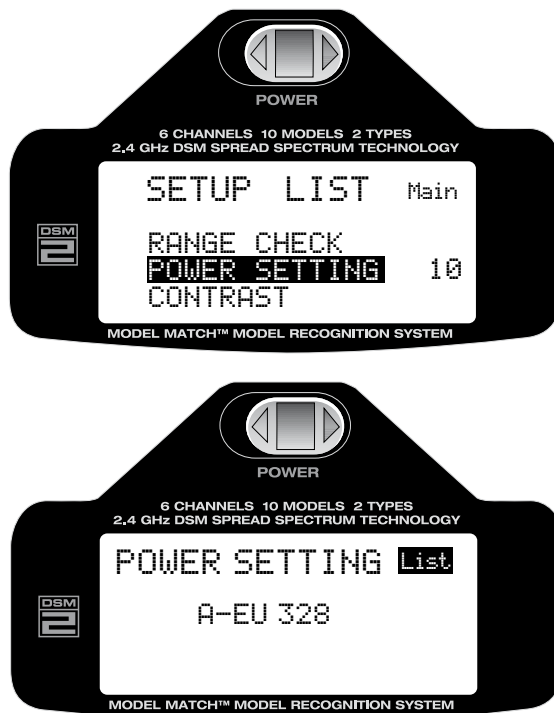 POWER
6 CHANNELS 10 MODELS 2 TYPES
2.4 GHz DSM SPREAD SPECTRUM TECHNOLOGY
SETUP LIST Main
DSM
2
RANGE CHECK
POWER SETTING 10
CONTRAST
MODEL MATCH™ MODEL RECOGNITION SYSTEM
POWER
6 CHANNELS 10 MODELS 2 TYPES
2.4 GHz DSM SPREAD SPECTRUM TECHNOLOGY
POWER SETTING List
DSM
2
A-EU 328
MODEL MATCH™ MODEL RECOGNITION SYSTEM